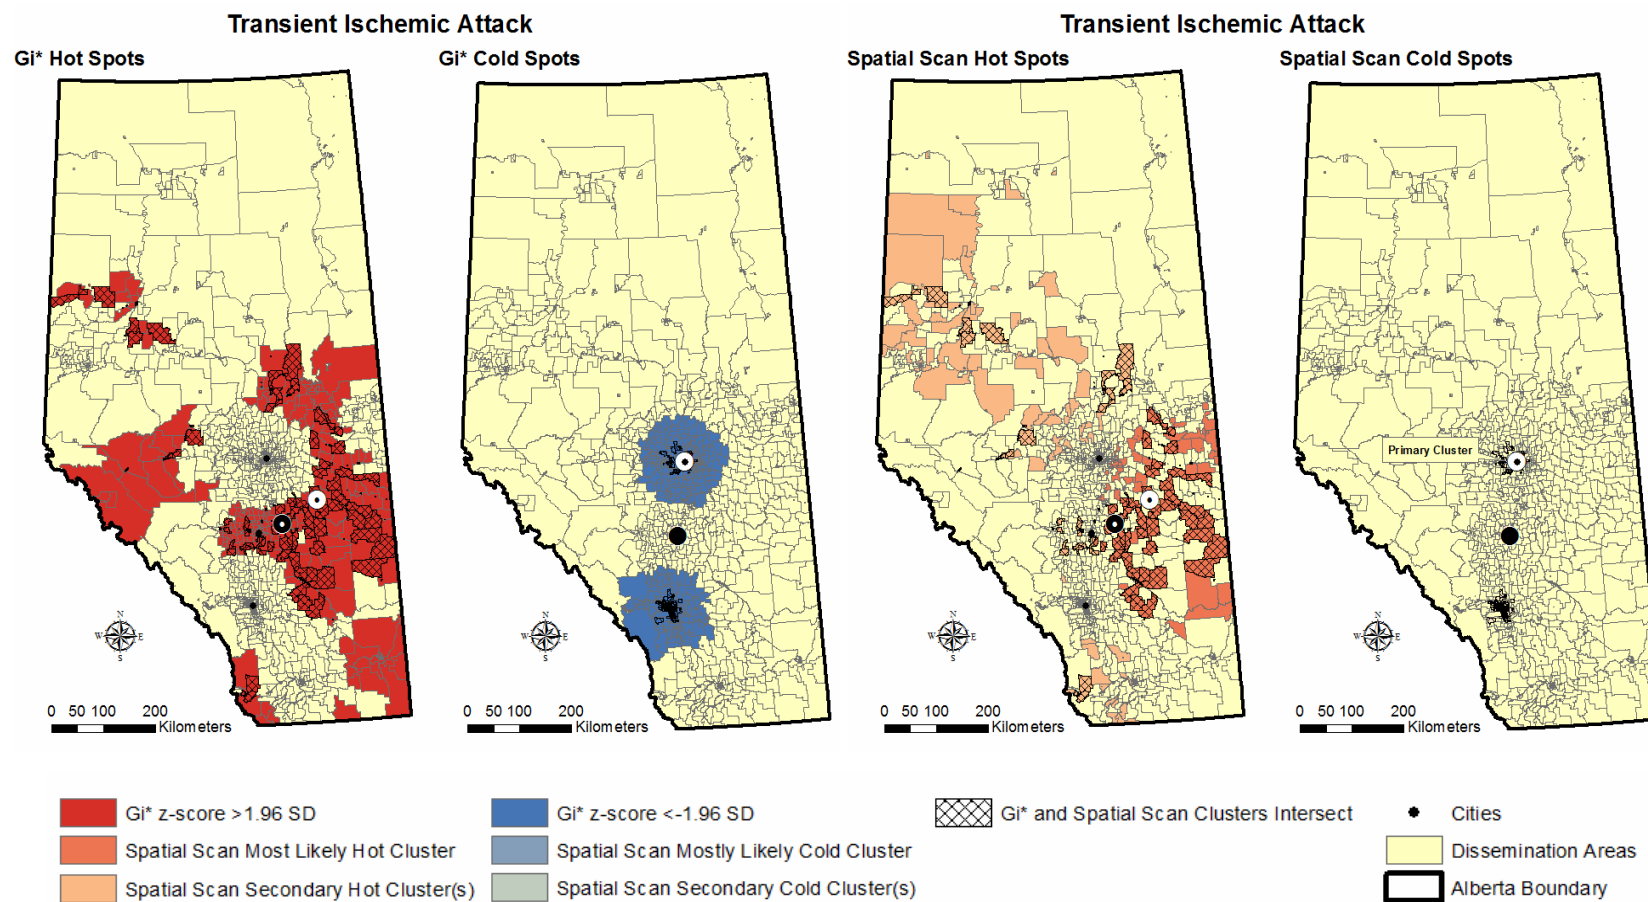 Transient Ischemic Attack
Transient Ischemic Attack
Gi* Hot Spots
Gi* Cold Spots
Spatial Scan Hot Spots
Spatial Scan Cold Spots
Primary Cluster
N
W E
S
N
W E
S
N
W E
S
N
W E
S
0 50 100 200
Kilometers
0 50 100 200
Kilometers
0 50 100 200
Kilometers
0 50 100 200
Kilometers
Gi* z-score >1.96 SD
Gi* z-score <-1.96 SD
Gi* and Spatial Scan Clusters Intersect
Cities
Spatial Scan Most Likely Hot Cluster
Spatial Scan Mostly Likely Cold Cluster
Dissemination Areas
Spatial Scan Secondary Hot Cluster(s)
Spatial Scan Secondary Cold Cluster(s)
Alberta Boundary